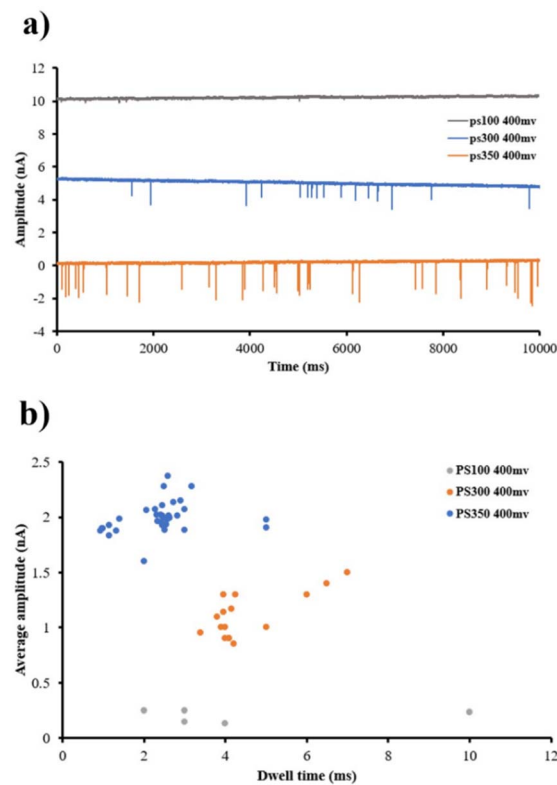 a)
12
10
8
6
4
2
0
-2
-4
Amplitude (nA)
ps100 400mv
ps300 400mv
ps350 400mv
0 2000 4000 6000 8000 10000
Time (ms)
b)
2.5
2
1.5
1
0.5
0
Average amplitude (nA)
PS100 400mv
PS300 400mv
PS350 400mv
0 2 4 6 8 10 12
Dwell time (ms)